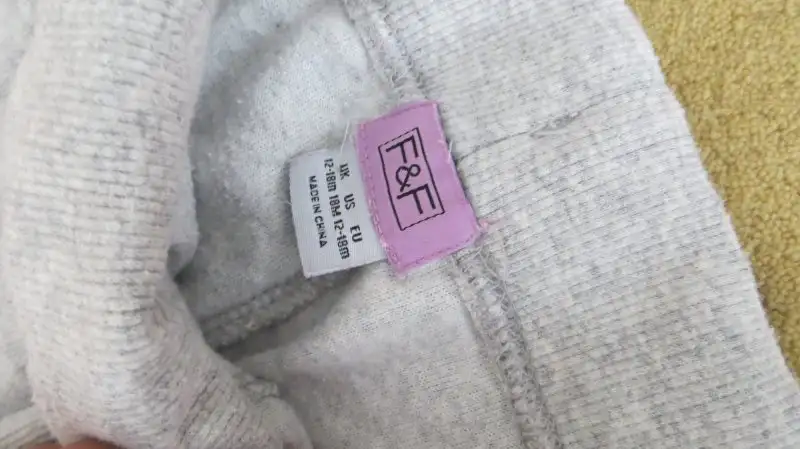 F&F
UK US EU
12-18m 18M 12-18m
MADE IN CHINA